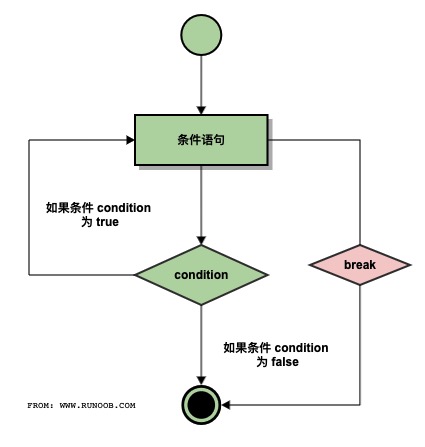 条件语句
如果条件 condition
为 true
condition
break
如果条件 condition
为 false
FROM: WWW.RUNOOB.COM